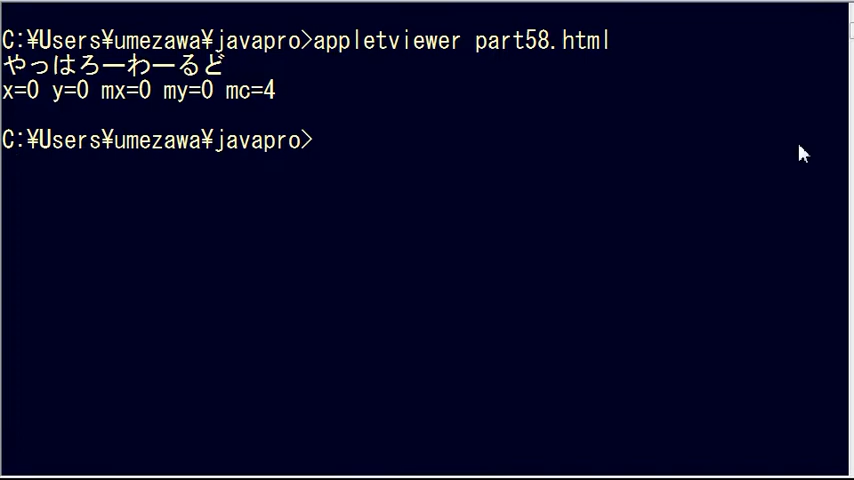 C:¥Users¥umezawa¥javapro>appletviewer part58.html
やっはろーわーるど
x=0 y=0 mx=0 my=0 mc=4
C:¥Users¥umezawa¥javapro>